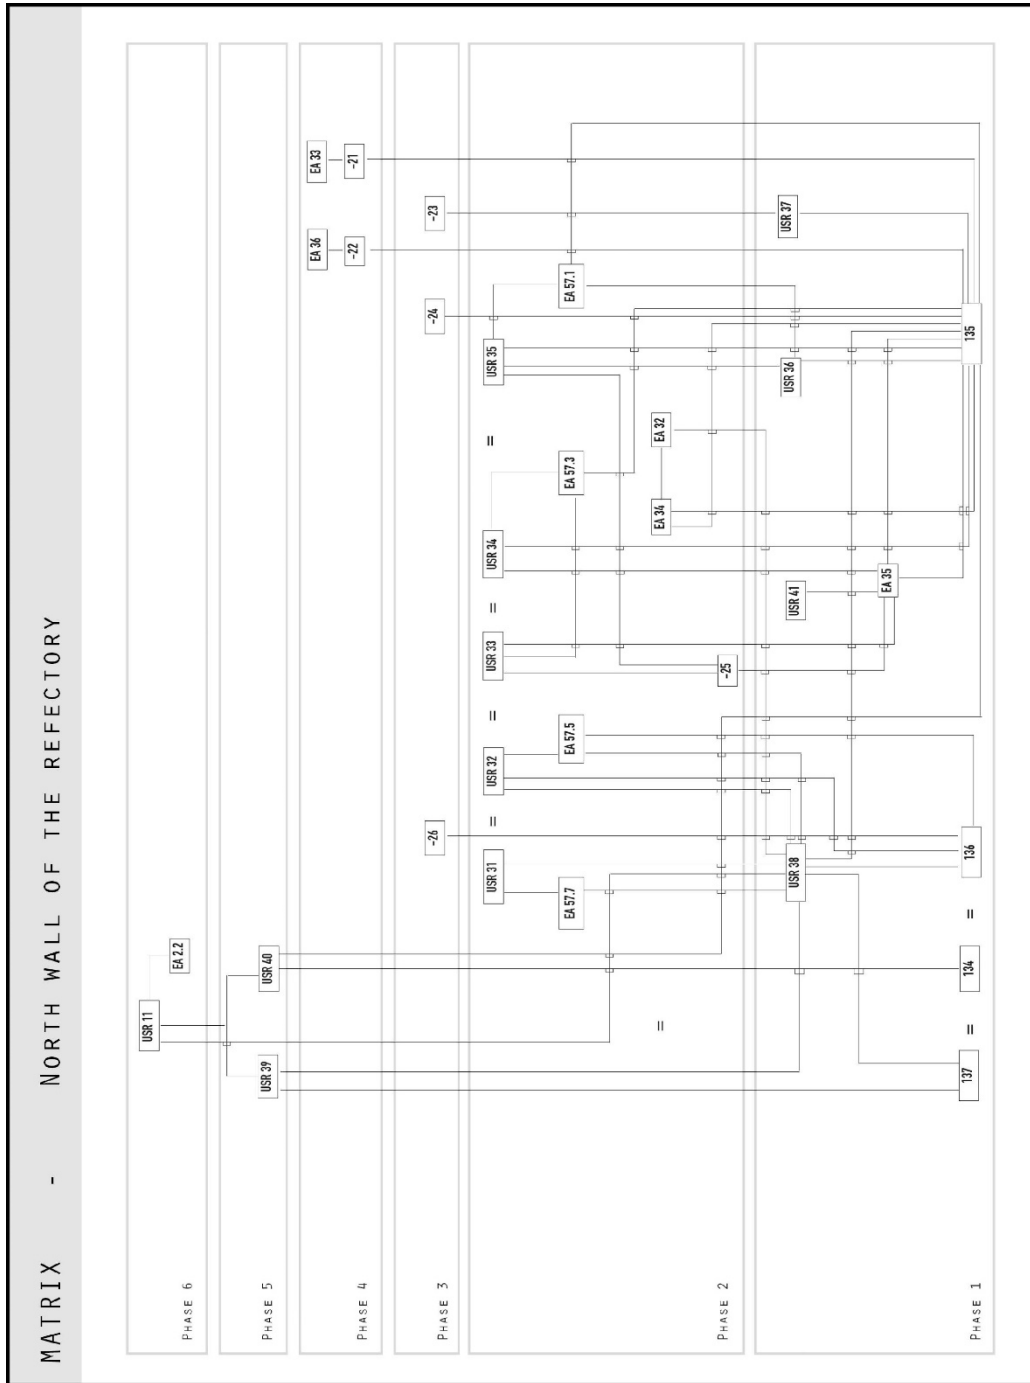 MATRIX - NORTH WALL OF THE REFECTORY
USR 11
PHASE 6 EA 2.2
PHASE 5 USR 39 USR 40
EA 36 EA 33
PHASE 4 -22 -21
PHASE 3 -26 -24 -23
USR 31 = USR 32 = USR 33 = USR 34 = USR 35
EA 57.7 EA 57.5 EA 57.3 EA 57.1
= EA 34 EA 32
PHASE 2 -25
USR 38 USR 41 USR 36 USR 37
EA 35
PHASE 1 137 = 134 = 136 135